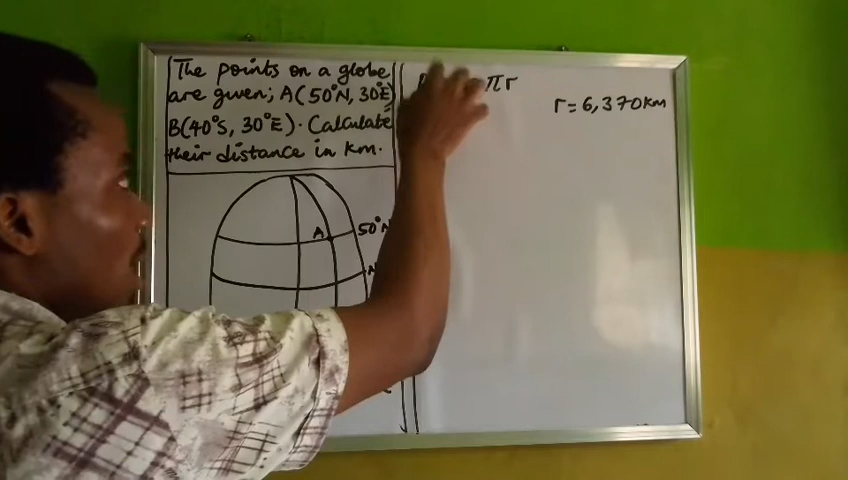 The points on a globe
are given; A(50°N, 30°E)
B(40°S, 30°E). Calculate
their distance in km.
πr
r = 6,370km
A
50°N